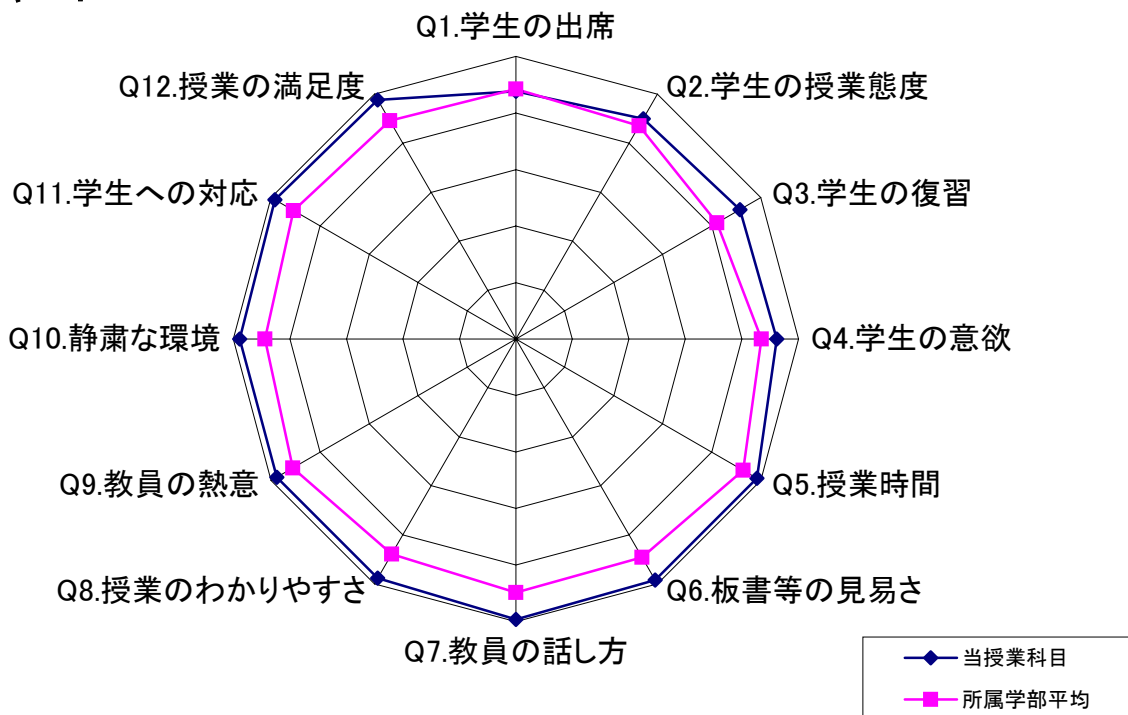 Q1.学生の出席
Q2.学生の授業態度
Q3.学生の復習
Q4.学生の意欲
Q5.授業時間
Q6.板書等の見易さ
Q7.教員の話し方
Q8.授業のわかりやすさ
Q9.教員の熱意
Q10.静粛な環境
Q11.学生への対応
Q12.授業の満足度
当授業科目
所属学部平均